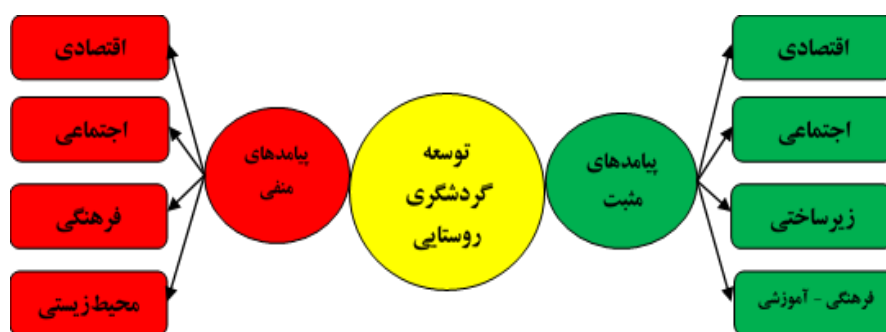 توسعه
گردشگری
روستایی
پیامدهای
مثبت
اقتصادی
اجتماعی
زیرساختی
فرهنگی - آموزشی
پیامدهای
منفی
اقتصادی
اجتماعی
فرهنگی
محیط‌زیستی